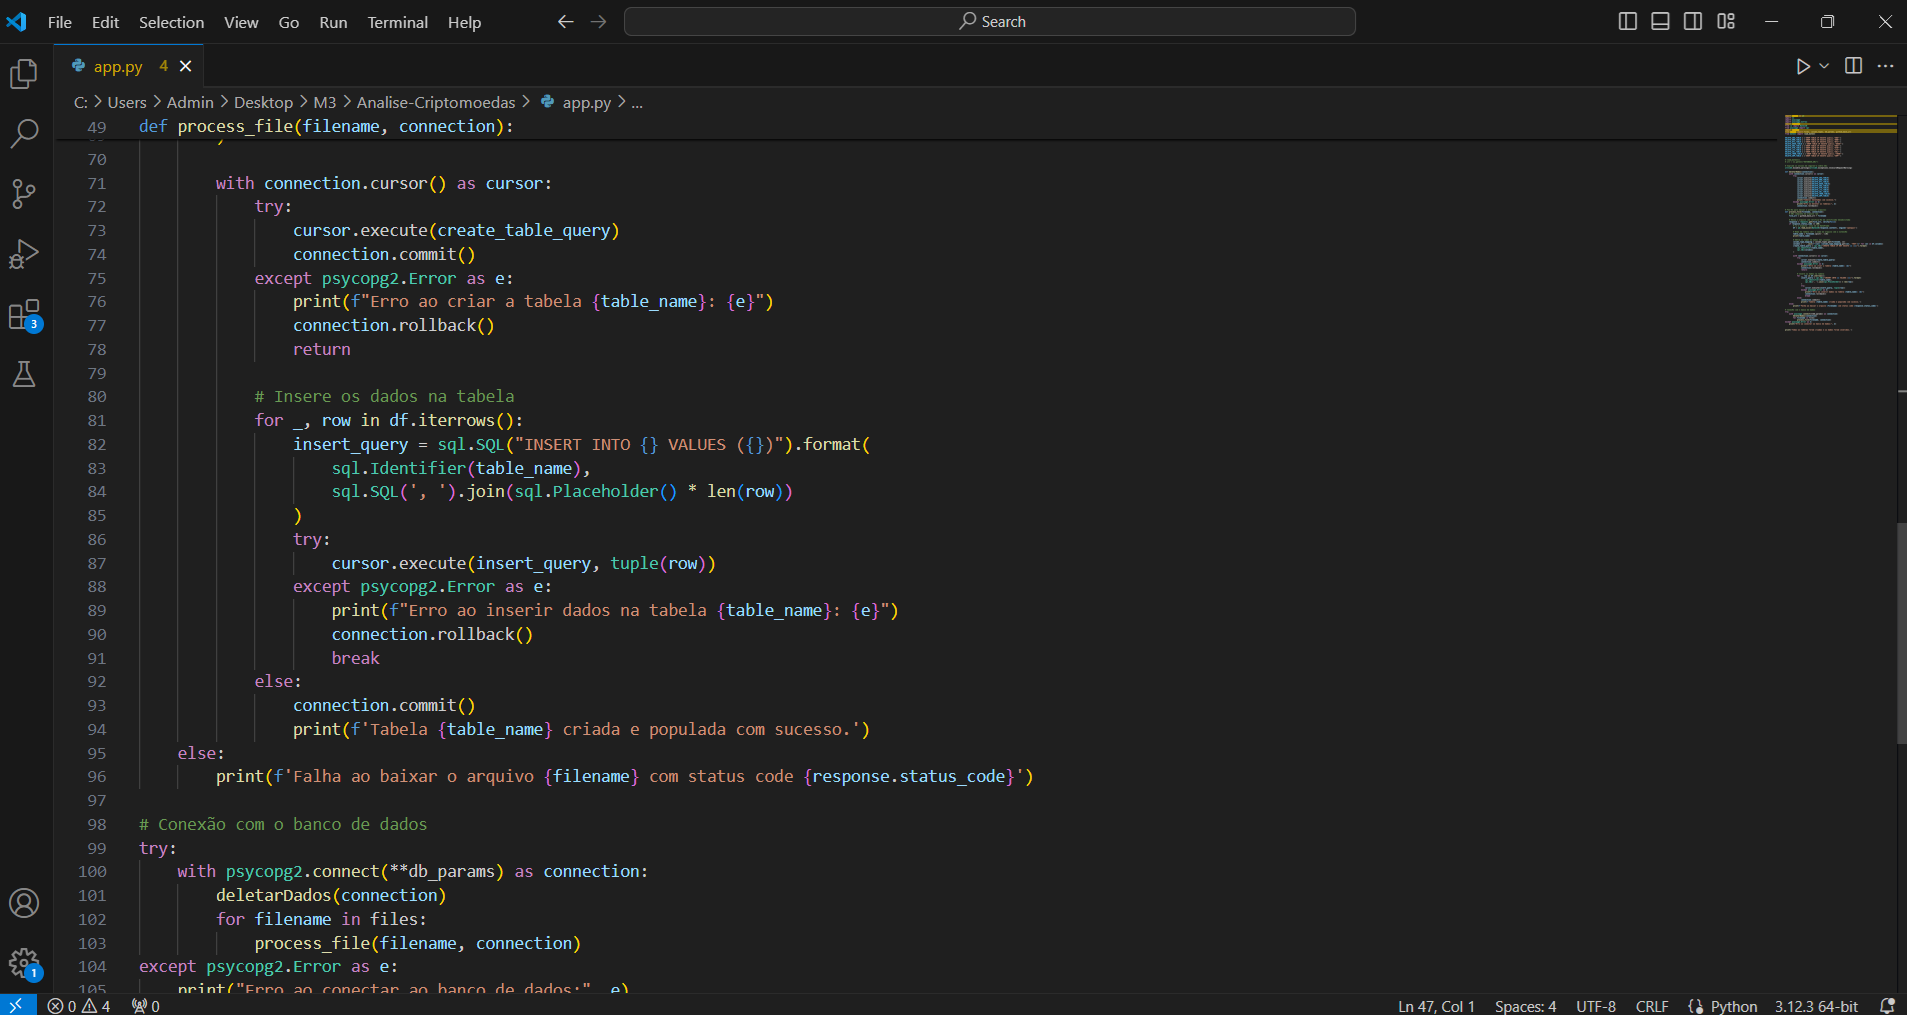 File Edit Selection View Go Run Terminal Help
Search
app.py 4
C: > Users > Admin > Desktop > M3 > Analise-Criptomoedas > app.py > ...
49 def process_file(filename, connection):
70
71 with connection.cursor() as cursor:
72 try:
73 cursor.execute(create_table_query)
74 connection.commit()
75 except psycopg2.Error as e:
76 print(f"Erro ao criar a tabela {table_name}: {e}")
77 connection.rollback()
78 return
79
80 # Insere os dados na tabela
81 for _, row in df.iterrows():
82 insert_query = sql.SQL("INSERT INTO {} VALUES ({})").format(
83 sql.Identifier(table_name),
84 sql.SQL(', ').join(sql.Placeholder() * len(row))
85 )
86 try:
87 cursor.execute(insert_query, tuple(row))
88 except psycopg2.Error as e:
89 print(f"Erro ao inserir dados na tabela {table_name}: {e}")
90 connection.rollback()
91 break
92 else:
93 connection.commit()
94 print(f'Tabela {table_name} criada e populada com sucesso.')
95 else:
96 print(f'Falha ao baixar o arquivo {filename} com status code {response.status_code}')
97
98 # Conexão com o banco de dados
99 try:
100 with psycopg2.connect(**db_params) as connection:
101 deletarDados(connection)
102 for filename in files:
103 process_file(filename, connection)
104 except psycopg2.Error as e:
105 print("Erro ao conectar ao banco de dados:", e)
3
1
0 4 0
Ln 47, Col 1 Spaces: 4 UTF-8 CRLF Python 3.12.3 64-bit